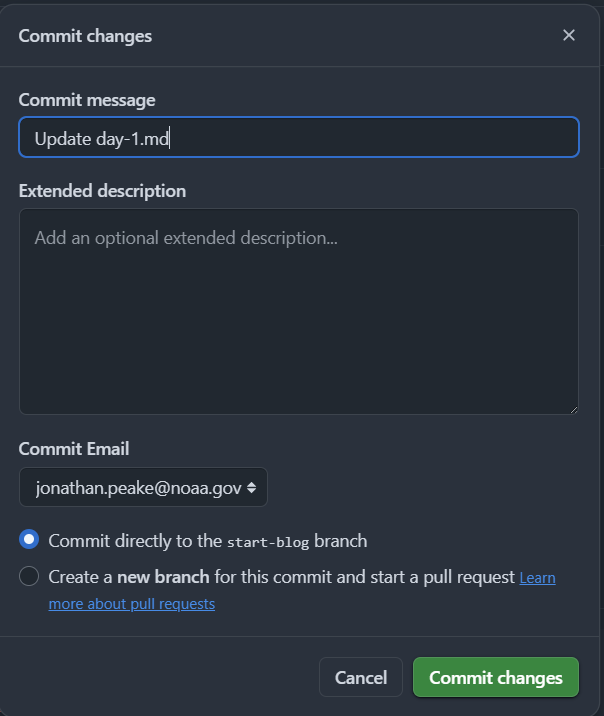 Commit changes
Commit message
Update day-1.md
Extended description
Add an optional extended description...
Commit Email
jonathan.peake@noaa.gov
Commit directly to the start-blog branch
Create a new branch for this commit and start a pull request Learn
more about pull requests
Cancel Commit changes